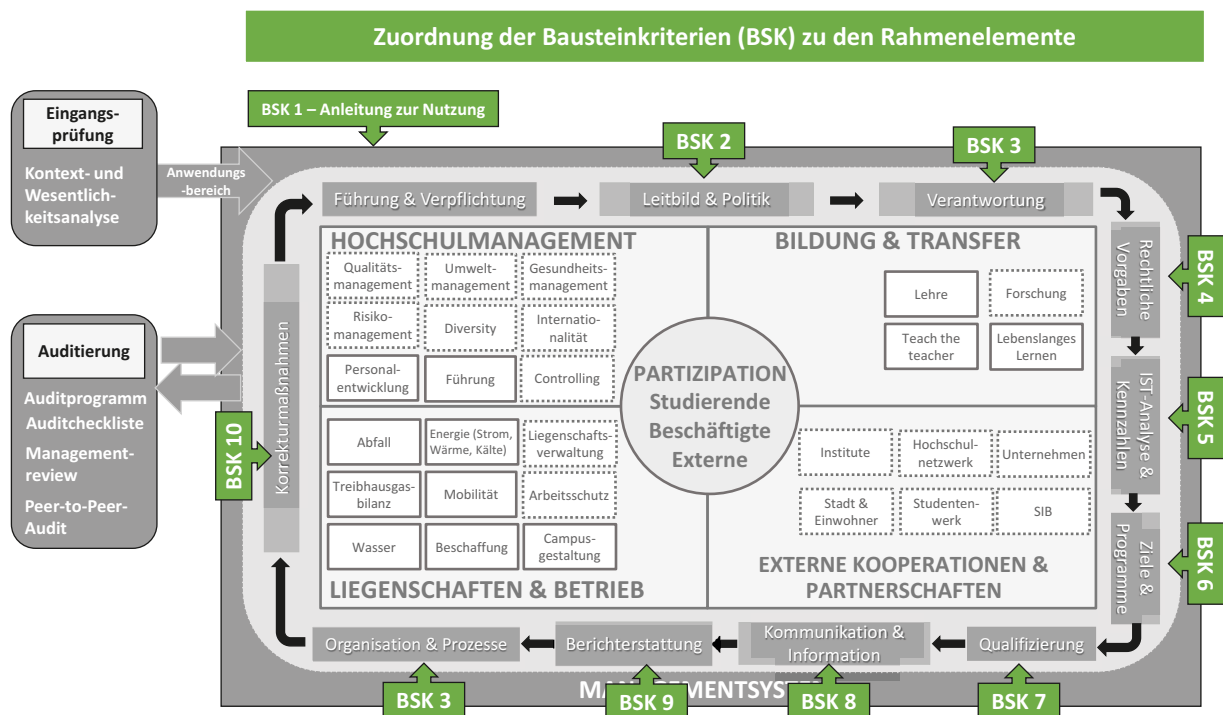 Zuordnung der Bausteinkriterien (BSK) zu den Rahmenelemente
BSK 1 – Anleitung zur Nutzung
BSK 2
BSK 3
Eingangs-
prüfung
Kontext- und
Wesentlich-
keitsanalyse
Anwendungs
-bereich
Führung & Verpflichtung
Leitbild & Politik
Verantwortung
Rechtliche
Vorgaben
BSK 4
IST-Analyse &
Kennzahlen
BSK 5
Ziele &
Programme
BSK 6
HOCHSCHULMANAGEMENT
Qualitäts-
management
Umwelt-
management
Gesundheits-
management
Risiko-
management
Diversity
Internatio-
nalität
Personal-
entwicklung
Führung
Controlling
BILDUNG & TRANSFER
Lehre
Forschung
Teach the
teacher
Lebenslanges
Lernen
PARTIZIPATION
Studierende
Beschäftigte
Externe
Abfall
Energie (Strom,
Wärme, Kälte)
Liegenschafts-
verwaltung
Treibhausgas-
bilanz
Mobilität
Arbeitsschutz
Wasser
Beschaffung
Campus-
gestaltung
LIEGENSCHAFTEN & BETRIEB
Institute
Hochschul-
netzwerk
Unternehmen
Stadt &
Einwohner
Studenten-
werk
SIB
EXTERNE KOOPERATIONEN &
PARTNERSCHAFTEN
Auditierung
Auditprogramm
Auditcheckliste
Management-
review
Peer-to-Peer-
Audit
BSK 10
Korrekturmaßnahmen
Organisation & Prozesse
Berichterstattung
Kommunikation &
Information
Qualifizierung
BSK 3
BSK 9
BSK 8
BSK 7